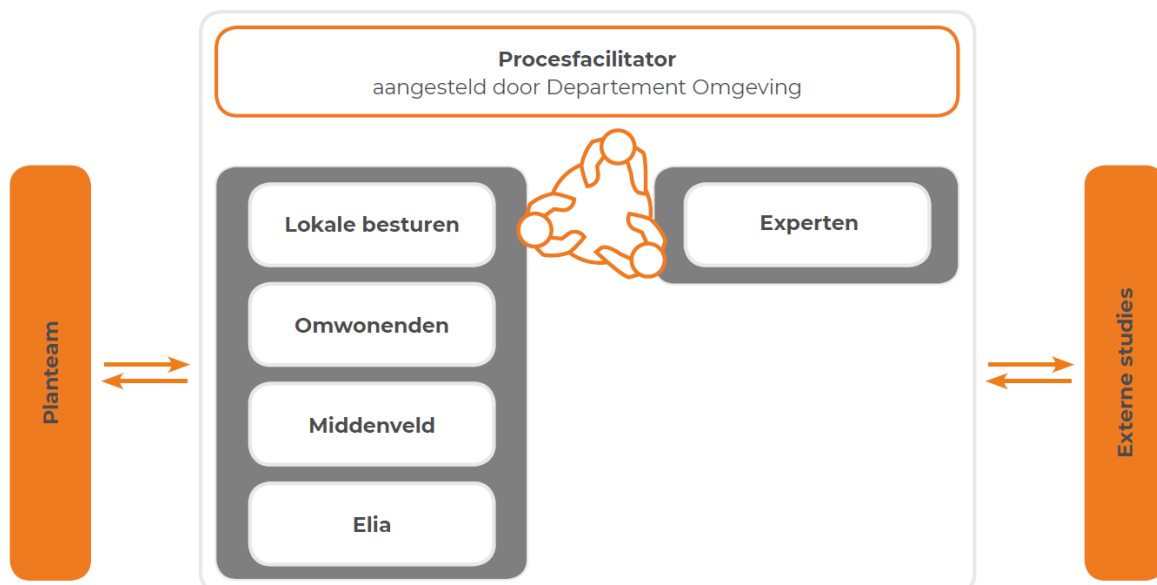 Procesfacilitator
aangesteld door Departement Omgeving
Planteam
Lokale besturen
Omwonenden
Middenveld
Elia
Experten
Externe studies